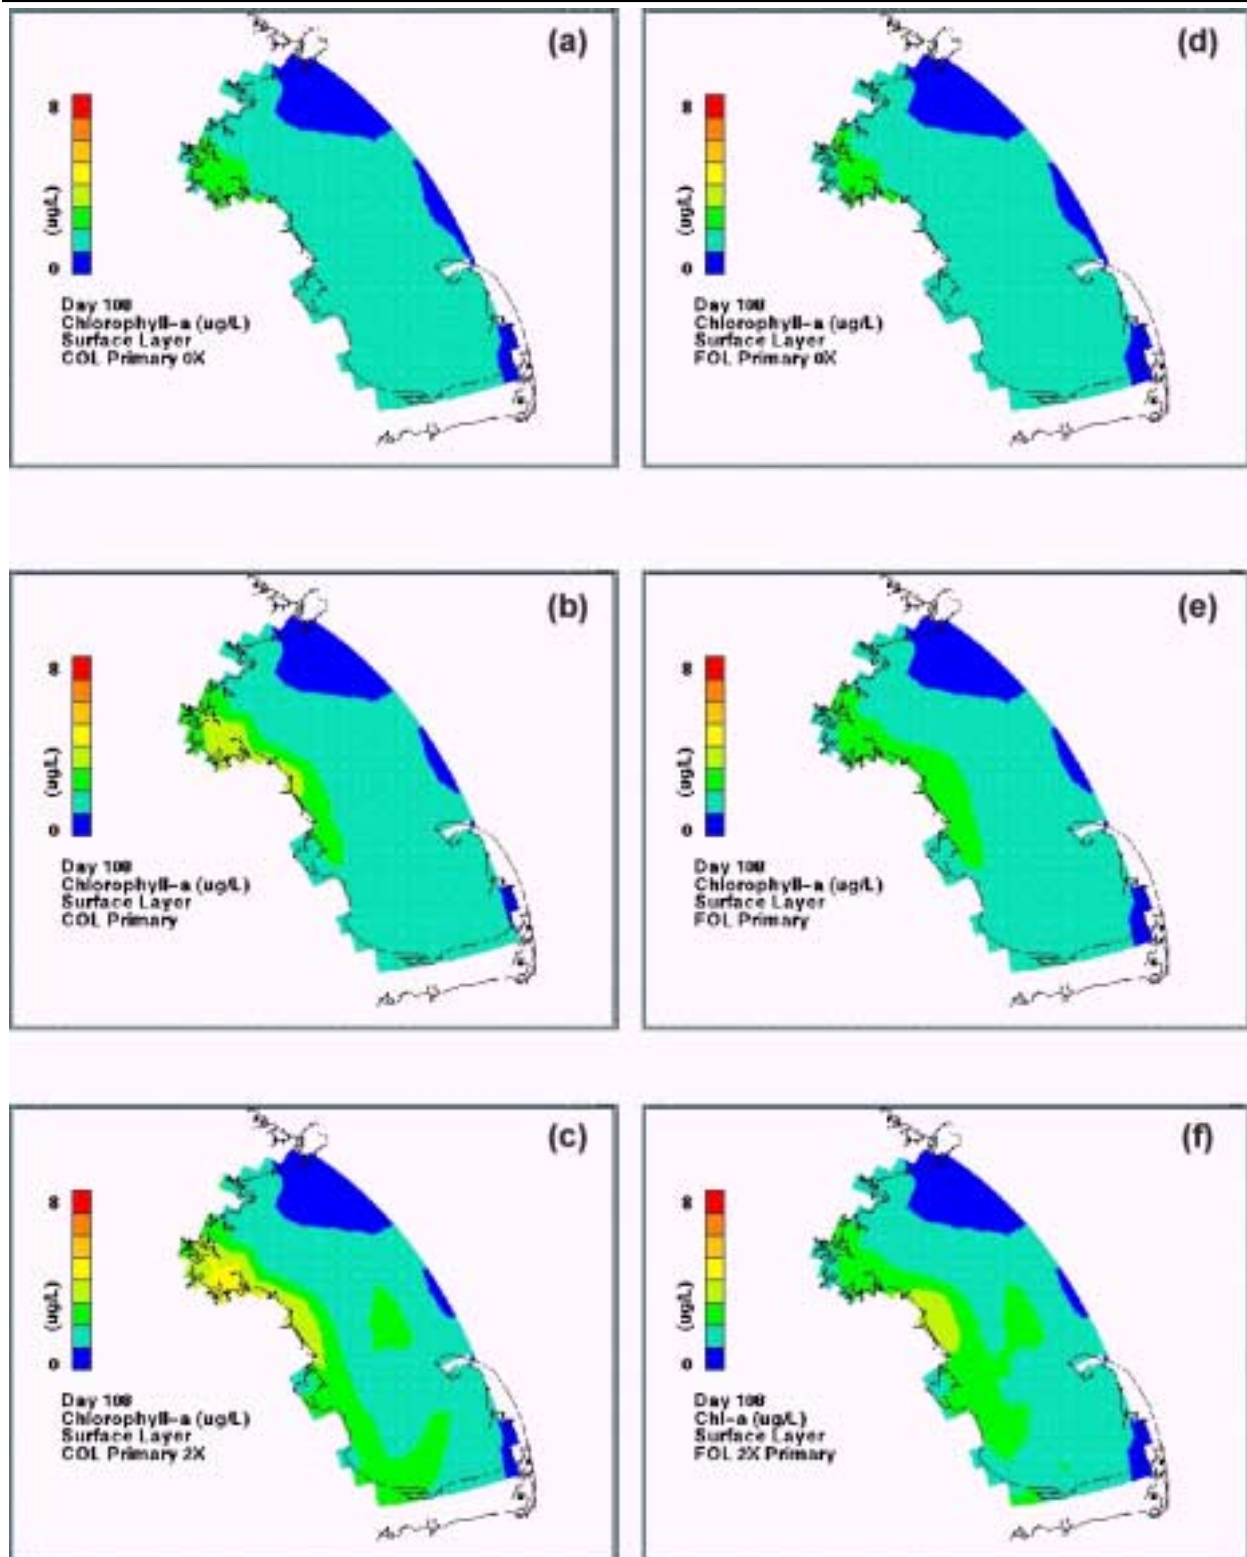 (a)
8
(ug/L)
0
Day 108
Chlorophyll-a (ug/L)
Surface Layer
COL Primary 0X
(d)
8
(ug/L)
0
Day 108
Chlorophyll-a (ug/L)
Surface Layer
FOL Primary 0X
(b)
8
(ug/L)
0
Day 108
Chlorophyll-a (ug/L)
Surface Layer
COL Primary
(e)
8
(ug/L)
0
Day 108
Chlorophyll-a (ug/L)
Surface Layer
FOL Primary
(c)
8
(ug/L)
0
Day 108
Chlorophyll-a (ug/L)
Surface Layer
COL Primary 2X
(f)
8
(ug/L)
0
Day 108
Chl-a (ug/L)
Surface Layer
FOL 2X Primary